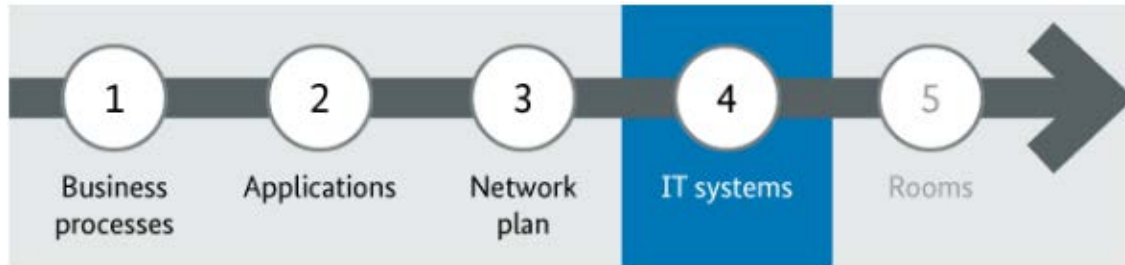 1
2
3
4
5
Business
processes
Applications
Network
plan
IT systems
Rooms